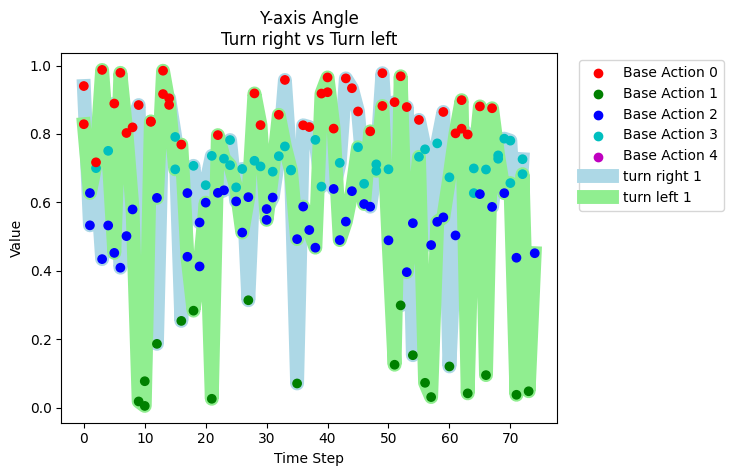 Y-axis Angle
Turn right vs Turn left
1.0
0.8
0.6
0.4
0.2
0.0
Value
0 10 20 30 40 50 60 70
Time Step
Base Action 0
Base Action 1
Base Action 2
Base Action 3
Base Action 4
turn right 1
turn left 1